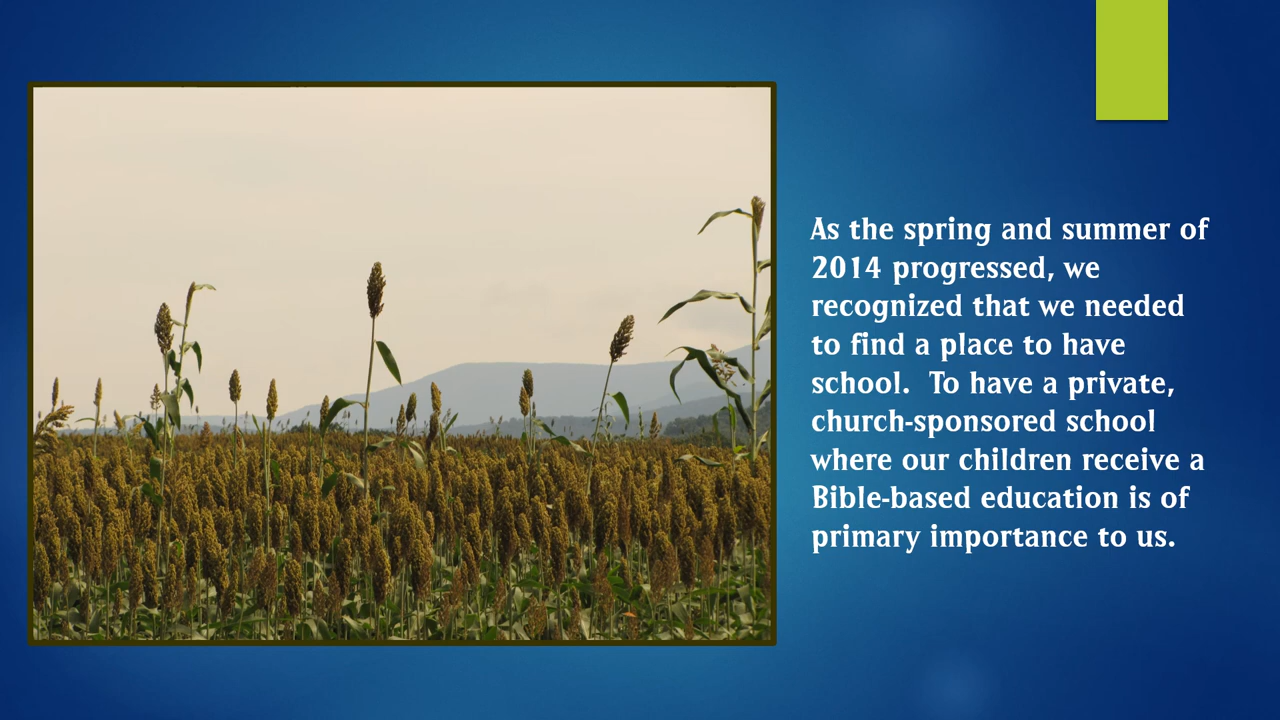 As the spring and summer of
2014 progressed, we
recognized that we needed
to find a place to have
school.  To have a private,
church-sponsored school
where our children receive a
Bible-based education is of
primary importance to us.